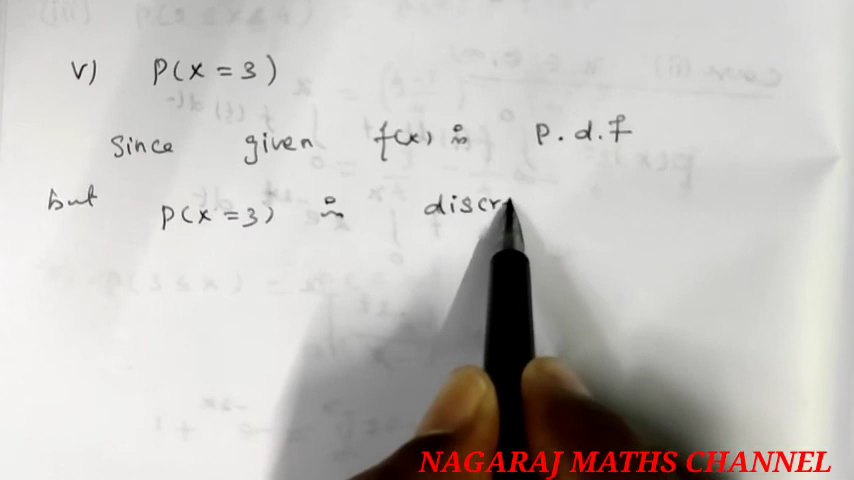 v) P(X = 3)
Since given f(x) is P.d.f
but P(X = 3) is discr
NAGARAJ MATHS CHANNEL